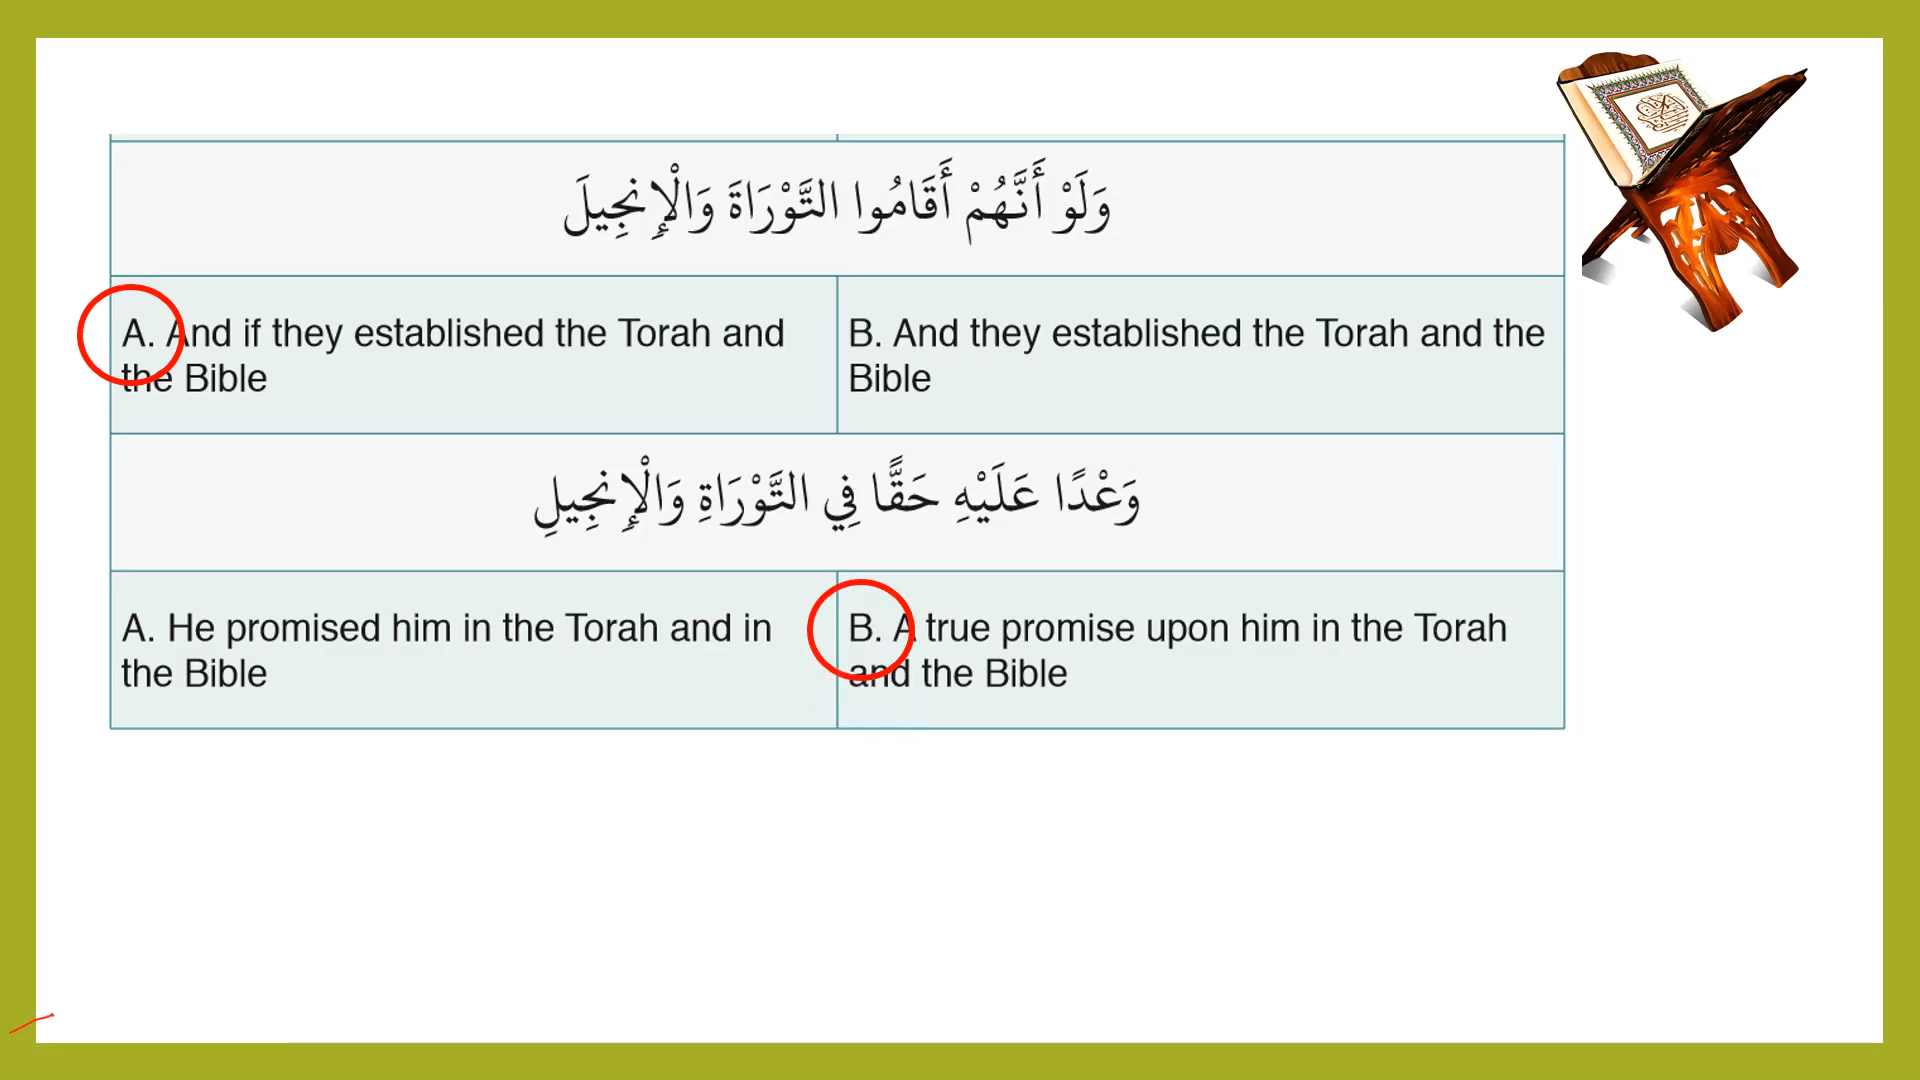 وَلَوْ أَنَّهُمْ أَقَامُوا التَّوْرَاةَ وَالْإِنجِيلَ
A. And if they established the Torah and
the Bible
B. And they established the Torah and the
Bible
وَعْدًا عَلَيْهِ حَقًّا فِي التَّوْرَاةِ وَالْإِنجِيلِ
A. He promised him in the Torah and in
the Bible
B. A true promise upon him in the Torah
and the Bible